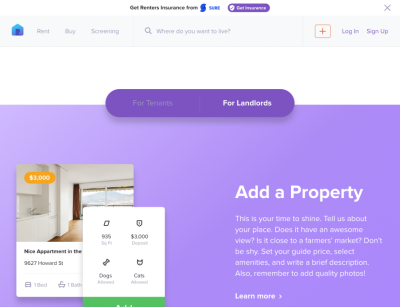 Get Renters Insurance from SURE Get Insurance
Rent Buy Screening Where do you want to live? + Log In Sign Up
For Tenants For Landlords
$3,000
Nice Apartment in the
9827 Howard St
1 Bed 1 Bath
935
Sq Ft
$3,000
Deposit
Dogs
Allowed
Cats
Allowed
Add a Property
This is your time to shine. Tell us about
your place. Does it have an awesome
view? Is it close to a farmers' market? Don't
be shy. Set your guide price, select
amenities, and write a brief description.
Also, remember to add quality photos!
Learn more >